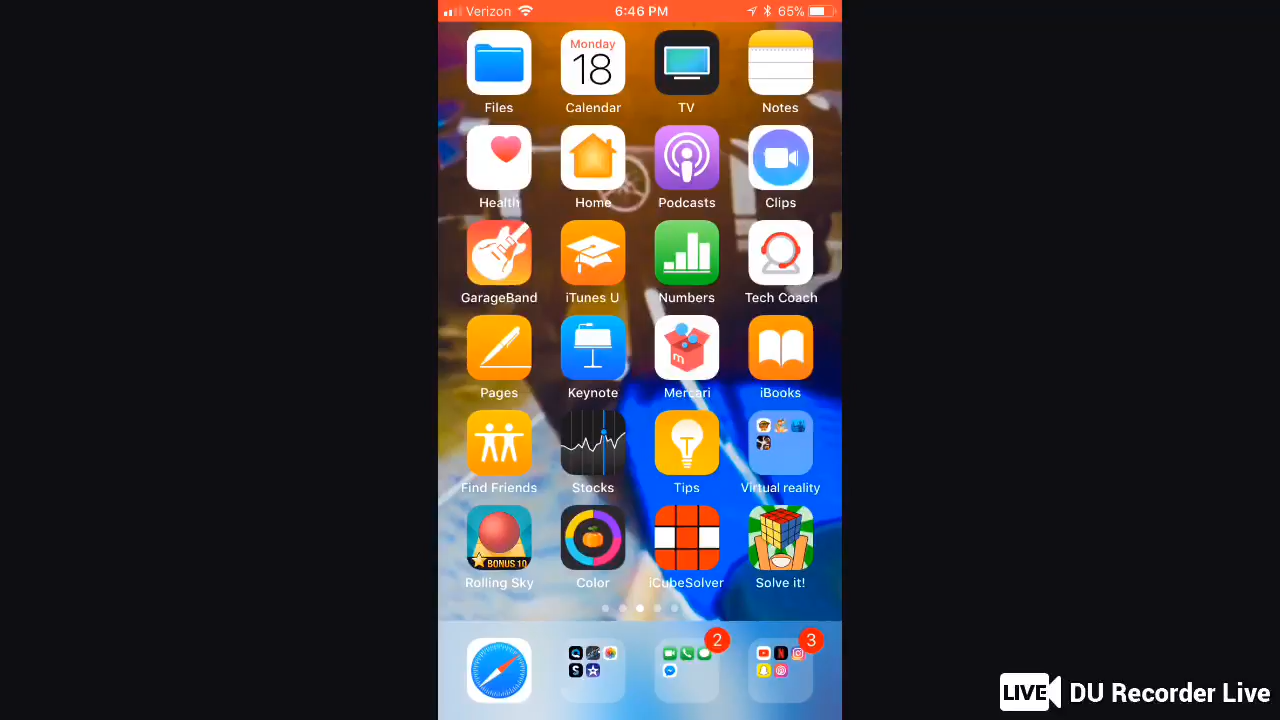 Verizon 6:46 PM 65%
Monday
18
Files Calendar TV Notes
Health Home Podcasts Clips
GarageBand iTunes U Numbers Tech Coach
m
Pages Keynote Mercari iBooks
T
Find Friends Stocks Tips Virtual reality
BONUS 10
Rolling Sky Color iCubeSolver Solve it!
2 3
LIVE DU Recorder Live